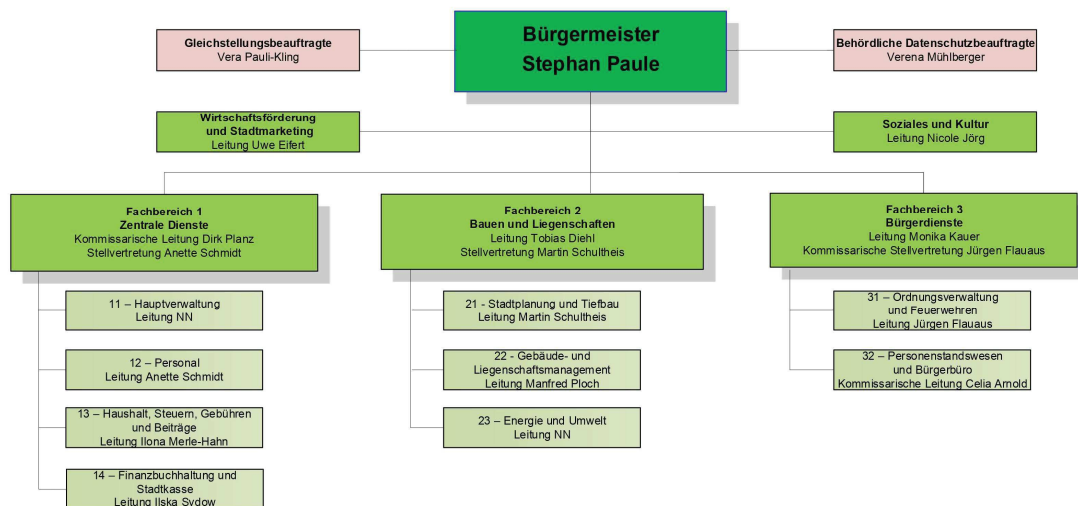 Bürgermeister
Stephan Paule
Gleichstellungsbeauftragte
Vera Pauli-Kling
Behördliche Datenschutzbeauftragte
Verena Mühlberger
Wirtschaftsförderung
und Stadtmarketing
Leitung Uwe Eifert
Soziales und Kultur
Leitung Nicole Jörg
Fachbereich 1
Zentrale Dienste
Kommissarische Leitung Dirk Planz
Stellvertretung Anette Schmidt
11 – Hauptverwaltung
Leitung NN
12 – Personal
Leitung Anette Schmidt
13 – Haushalt, Steuern, Gebühren
und Beiträge
Leitung Ilona Merle-Hahn
14 – Finanzbuchhaltung und
Stadtkasse
Leitung Ilska Sydow
Fachbereich 2
Bauen und Liegenschaften
Leitung Tobias Diehl
Stellvertretung Martin Schultheis
21 - Stadtplanung und Tiefbau
Leitung Martin Schultheis
22 - Gebäude- und
Liegenschaftsmanagement
Leitung Manfred Ploch
23 – Energie und Umwelt
Leitung NN
Fachbereich 3
Bürgerdienste
Leitung Monika Kauer
Kommissarische Stellvertretung Jürgen Flauaus
31 – Ordnungsverwaltung
und Feuerwehren
Leitung Jürgen Flauaus
32 – Personenstandswesen
und Bürgerbüro
Kommissarische Leitung Celia Arnold